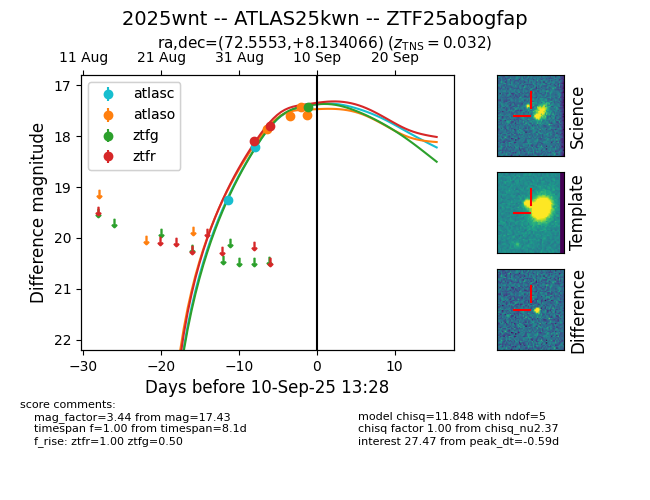 2025wnt -- ATLAS25kwn -- ZTF25abogfap
ra,dec=(72.5553,+8.134066) (zTNS = 0.032)
11 Aug 21 Aug 31 Aug 10 Sep 20 Sep
atlasc
atlaso
ztfg
ztfr
Difference magnitude
17
18
19
20
21
22
−30 −20 −10 0 10
Days before 10-Sep-25 13:28
Science
Template
Difference
score comments:
mag_factor=3.44 from mag=17.43
timespan f=1.00 from timespan=8.1d
f_rise: ztfr=1.00 ztfg=0.50
model chisq=11.848 with ndof=5
chisq factor 1.00 from chisq_nu2.37
interest 27.47 from peak_dt=-0.59d